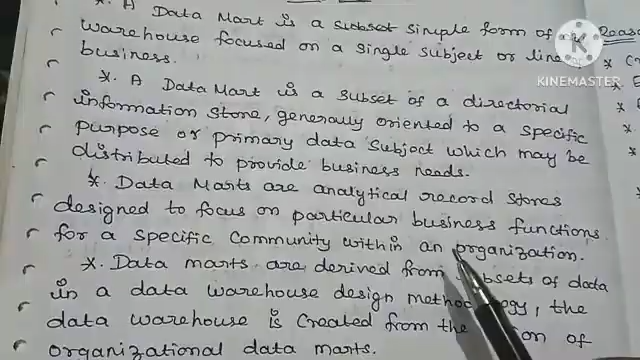 *. A Data Mart is a subset simple form of a
warehouse focused on a single subject or line
business.
*. A Data Mart is a subset of a directorial
information store, generally oriented to a specific
purpose or primary data subject which may be
distributed to provide business needs.
*. Data Marts are analytical record stores
designed to focus on particular business functions
for a specific community within an organization.
*. Data marts are derived from subsets of data
in a data warehouse design the
data warehouse is created from the of
organizational data marts.
Reaso
K
KINEMASTER